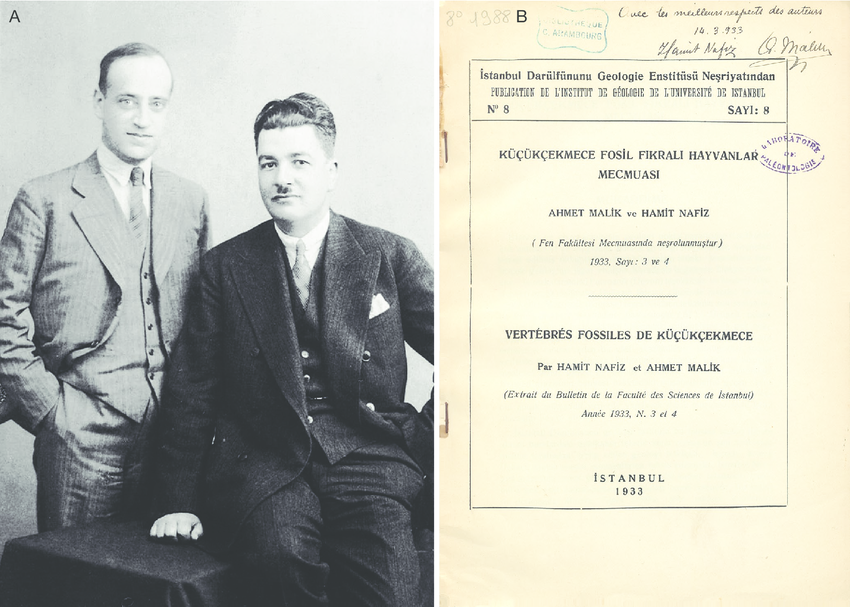 A
B
8° 1988
Avec les meilleurs respects des auteurs
14.3.933
Hamit Nafiz A. Malik
BIBLIOTHEQUE
C. ARAMBOURG
İstanbul Darülfünunu Geologie Enstitüsü Neşriyatından
PUBLICATION DE L'INSTITUT DE GÉOLOGIE DE L'UNIVERSITÉ DE ISTANBUL
N° 8 SAYI: 8
LABORATOIRE
DE
PALÉONTOLOGIE
KÜÇÜKÇEKMECE FOSİL FIKRALI HAYVANLAR
MECMUASI
AHMET MALİK ve HAMİT NAFİZ
( Fen Fakültesi Mecmuasında neşrolunmuştur)
1933, Sayı: 3 ve 4
VERTÉBRÉS FOSSILES DE KÜÇÜKÇEKMECE
Par HAMİT NAFİZ et AHMET MALİK
(Extrait du Bulletin de la Faculté des Sciences de İstanbul)
Année 1933, N. 3 et 4
İSTANBUL
1933